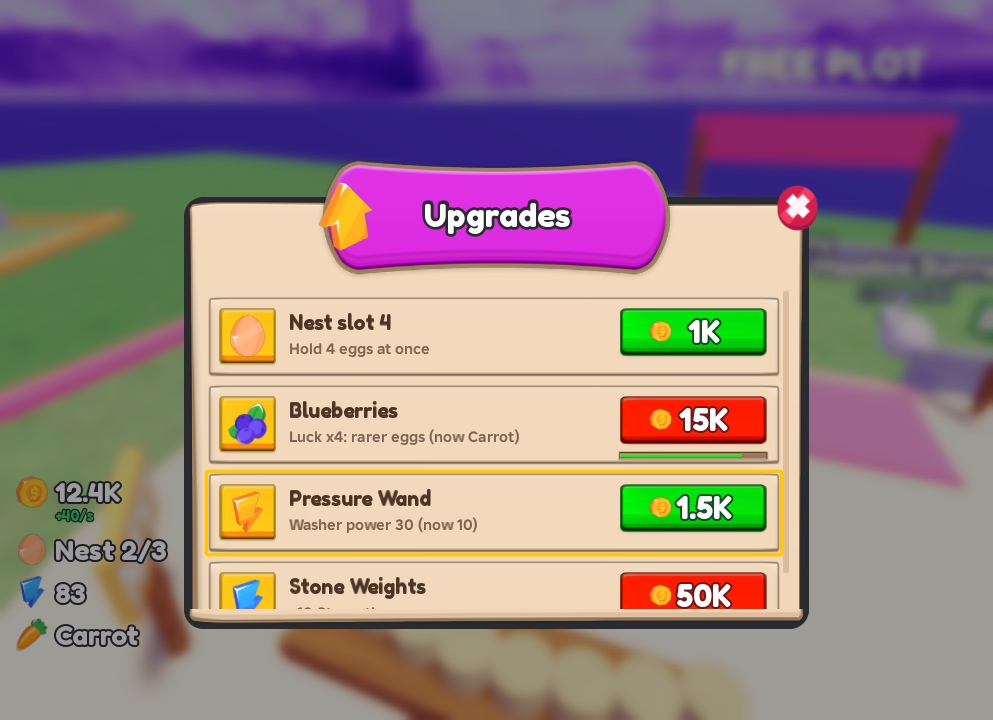 FREE PLOT
Upgrades
Nest slot 4
Hold 4 eggs at once
1K
Blueberries
Luck x4: rarer eggs (now Carrot)
15K
Pressure Wand
Washer power 30 (now 10)
1.5K
Stone Weights
50K
12.4K
+40/s
Nest 2/3
83
Carrot